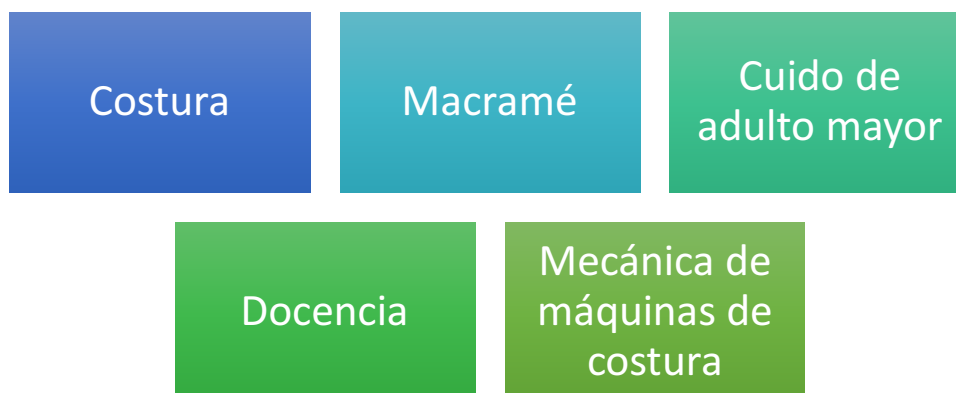 Costura
Macramé
Cuido de
adulto mayor
Docencia
Mecánica de
máquinas de
costura